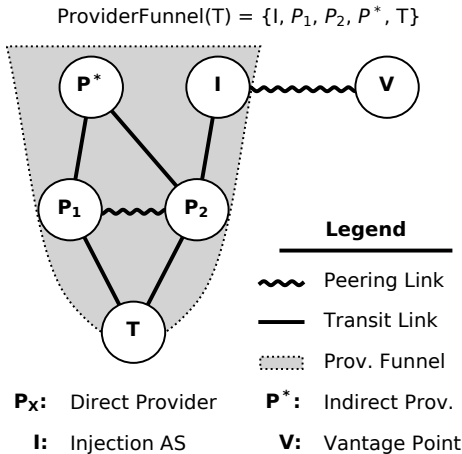 ProviderFunnel(T) = {I, P₁, P₂, P*, T}
P* I V
P₁ P₂
T
Legend
Peering Link
Transit Link
Prov. Funnel
Pₓ: Direct Provider P*: Indirect Prov.
I: Injection AS V: Vantage Point